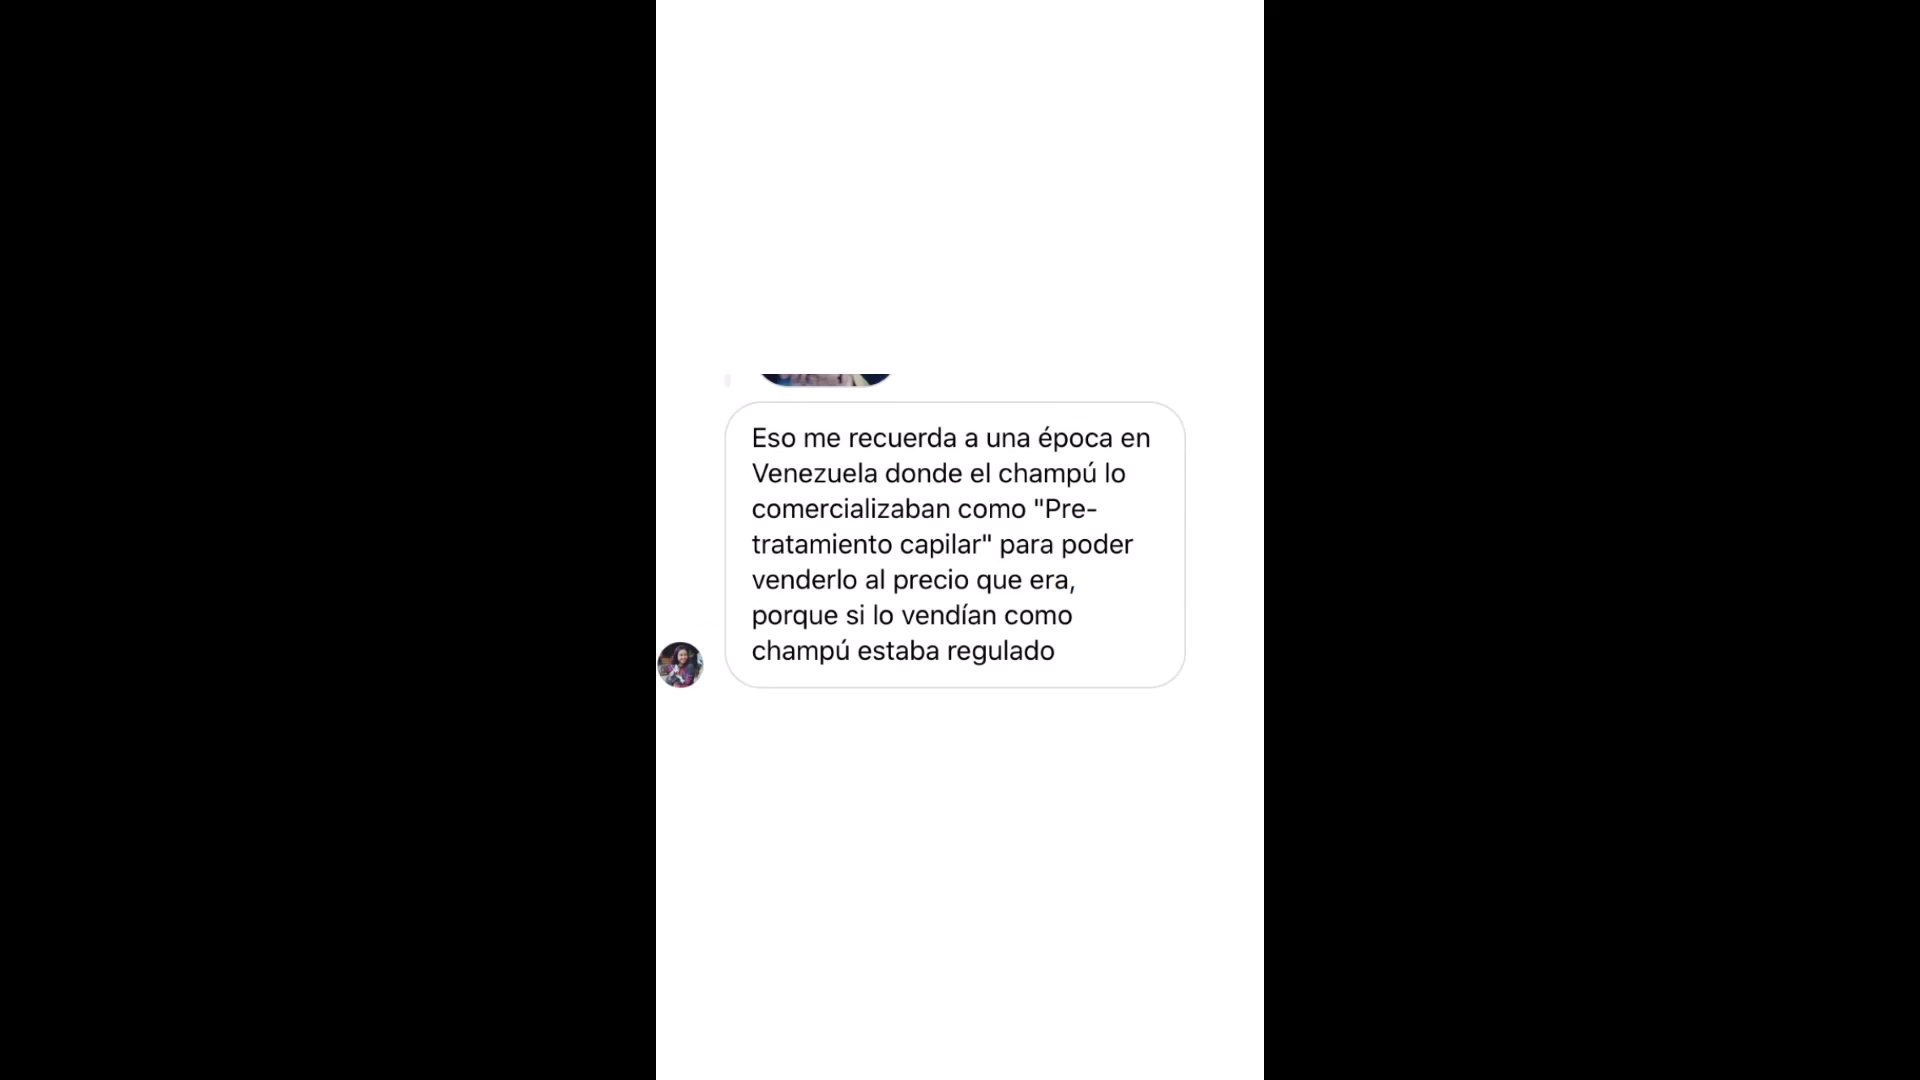 Eso me recuerda a una época en
Venezuela donde el champú lo
comercializaban como "Pre-
tratamiento capilar" para poder
venderlo al precio que era,
porque si lo vendían como
champú estaba regulado